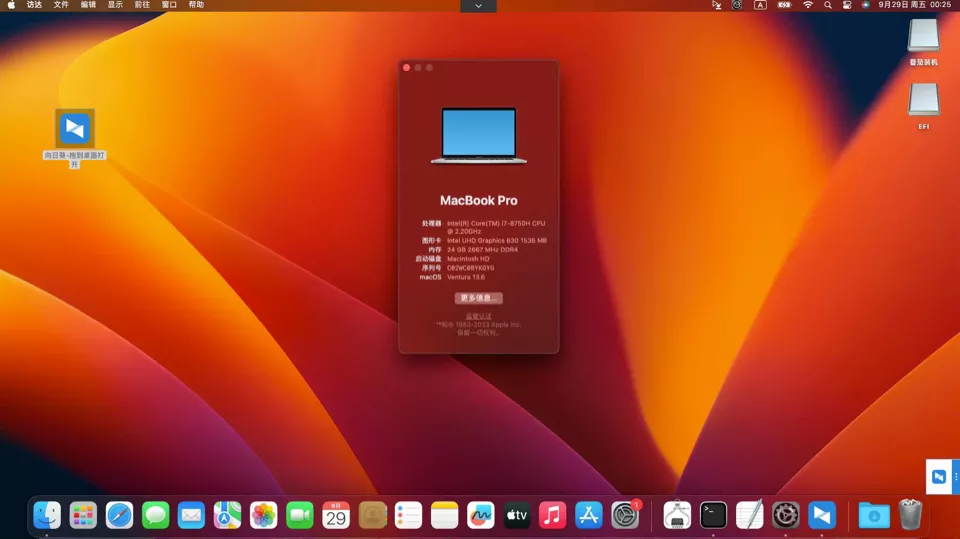 访达 文件 编辑 显示 前往 窗口 帮助
A
9月29日 周五 00:25
番茄装机
EFI
向日葵-拖到桌面打
开
MacBook Pro
处理器 Intel(R) Core(TM) i7-8750H CPU
@ 2.20GHz
图形卡 Intel UHD Graphics 630 1536 MB
内存 24 GB 2667 MHz DDR4
启动磁盘 Macintosh HD
序列号
macOS Ventura 13.6
更多信息...
监管认证
™和© 1983-2023 Apple Inc.
保留一切权利。
9月
29
tv
1